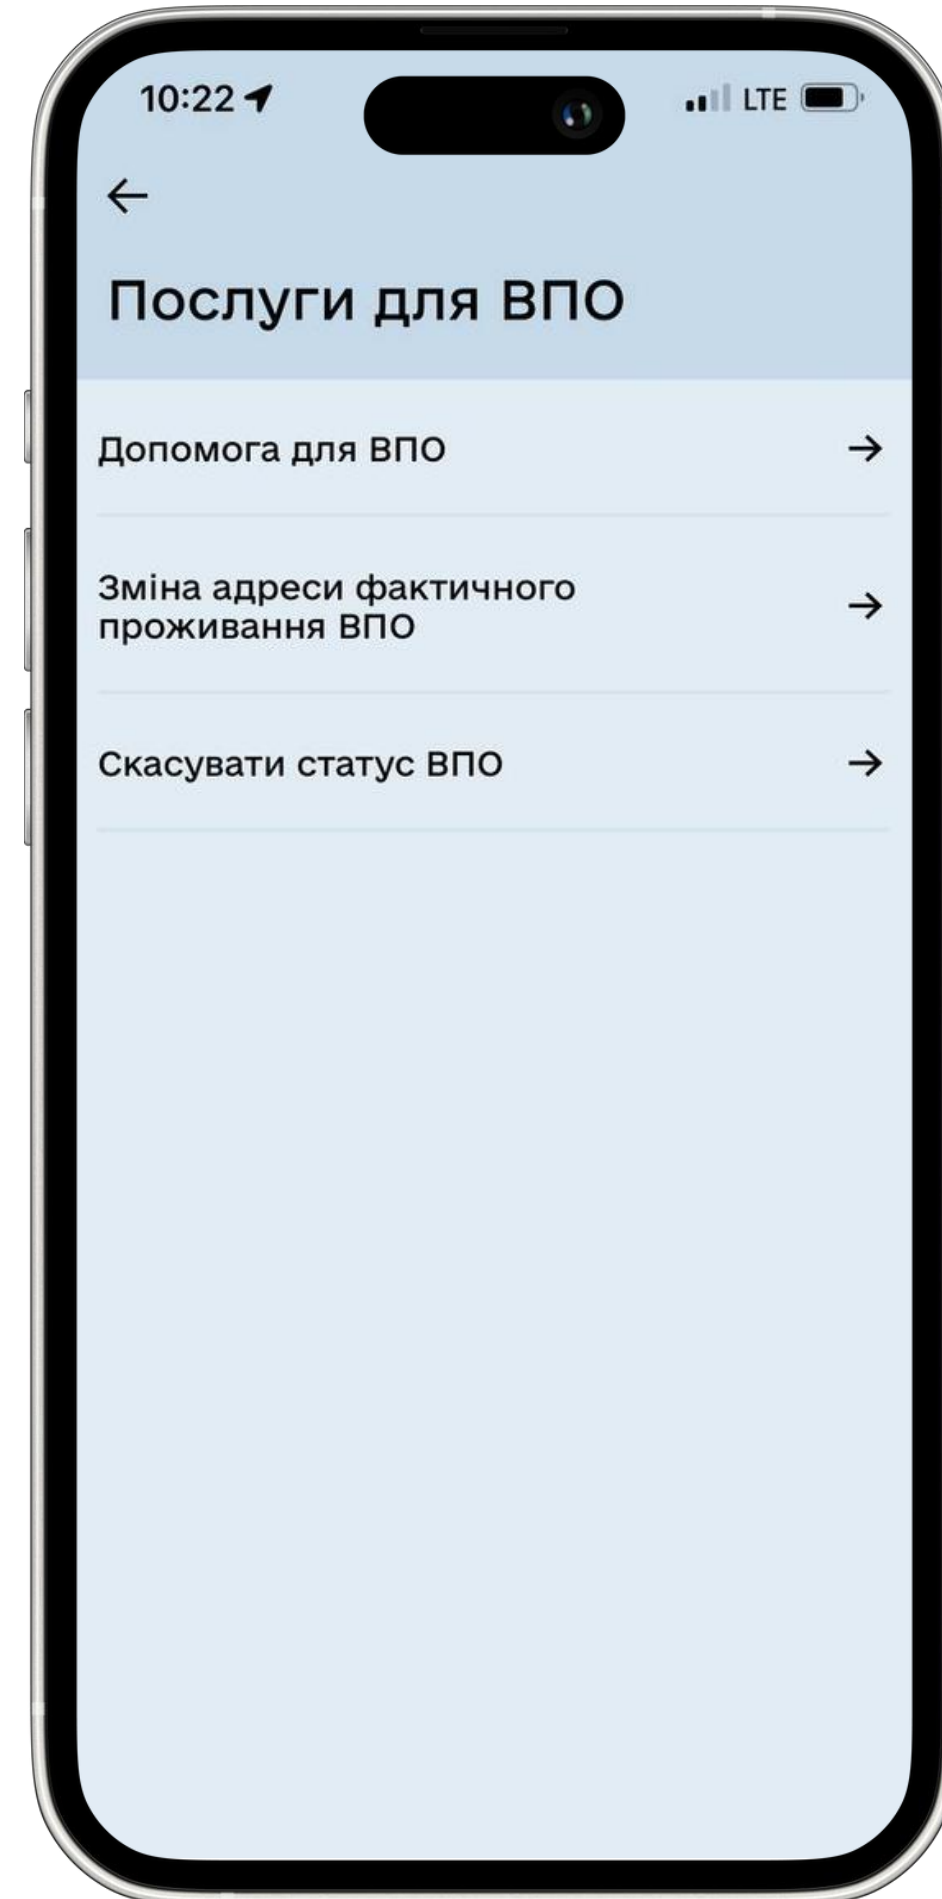 10:22
LTE
Послуги для ВПО
Допомога для ВПО
Зміна адреси фактичного
проживання ВПО
Скасувати статус ВПО